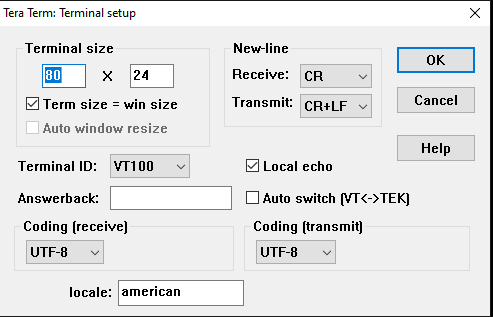 Tera Term: Terminal setup
Terminal size
80 X 24
Term size = win size
Auto window resize
New-line
Receive: CR
Transmit: CR+LF
OK
Cancel
Help
Terminal ID: VT100
Local echo
Answerback:
Auto switch (VT<->TEK)
Coding (receive)
UTF-8
Coding (transmit)
UTF-8
locale: american